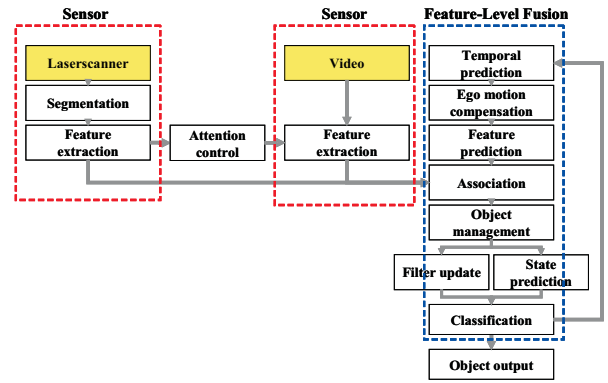 Sensor
Sensor
Feature-Level Fusion
Laserscanner
Segmentation
Feature
extraction
Attention
control
Video
Feature
extraction
Temporal
prediction
Ego motion
compensation
Feature
prediction
Association
Object
management
Filter update
State
prediction
Classification
Object output